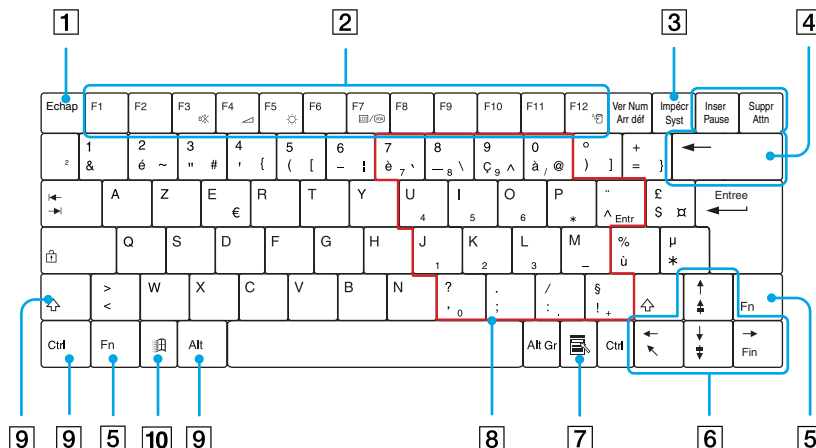 1 2 3 4
Echap F1 F2 F3 F4 F5 F6 F7 F8 F9 F10 F11 F12 Ver Num Arr déf Impécr Syst Inser Pause Suppr Attn
² 1 & 2 é ~ 3 " # 4 ' { 5 ( [ 6 - ¦ 7 è 7 ` 8 _ 8 \ 9 Ç 9 ^ 0 à / @ ° ) ] + = }
A Z E € R T Y U 4 I 5 O 6 P * ¨ ^ Entr £ $ ¤ Entree
Q S D F G H J 1 K 2 L 3 M - % ù µ *
> < W X C V B N ? , 0 . ; / : . § ! + Fn
Ctrl Fn Alt Alt Gr Ctrl Fin
9 9 5 10 9 8 7 6 5